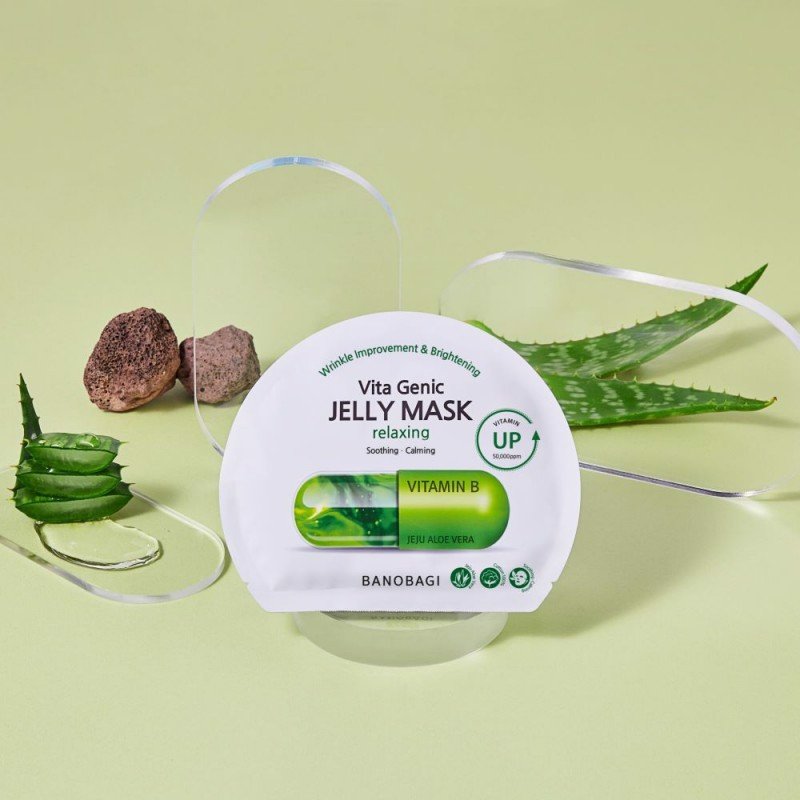 Wrinkle Improvement & Brightening
Vita Genic
JELLY MASK
relaxing
Soothing · Calming
VITAMIN
UP
50,000ppm
VITAMIN B
JEJU ALOE VERA
BANOBAGI